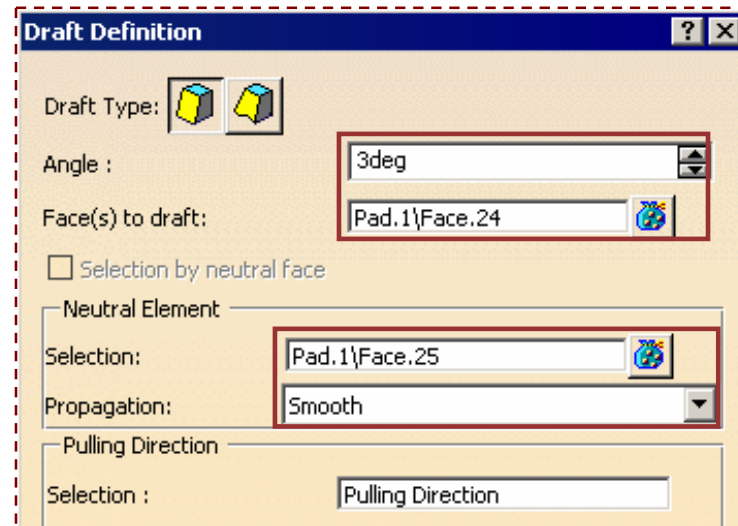 Draft Definition
Draft Type:
Angle : 3deg
Face(s) to draft: Pad.1\Face.24
Selection by neutral face
Neutral Element
Selection: Pad.1\Face.25
Propagation: Smooth
Pulling Direction
Selection : Pulling Direction